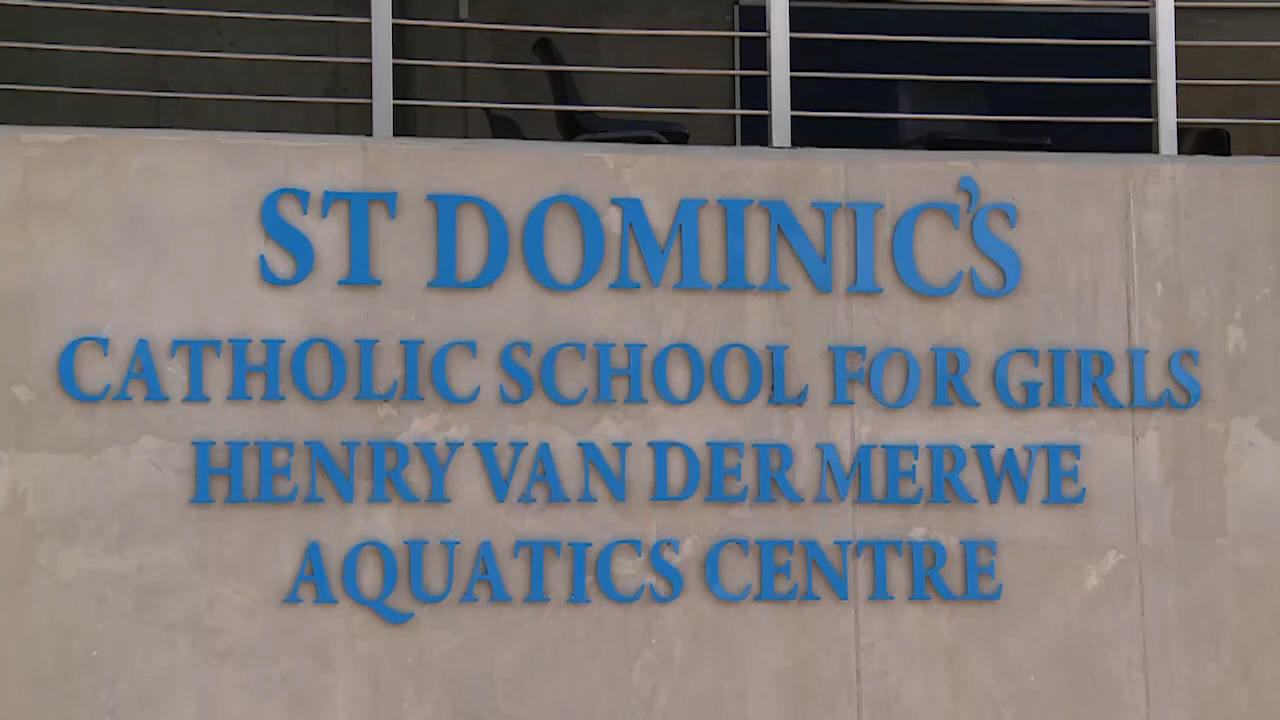 ST DOMINIC'S
CATHOLIC SCHOOL FOR GIRLS
HENRY VAN DER MERWE
AQUATICS CENTRE